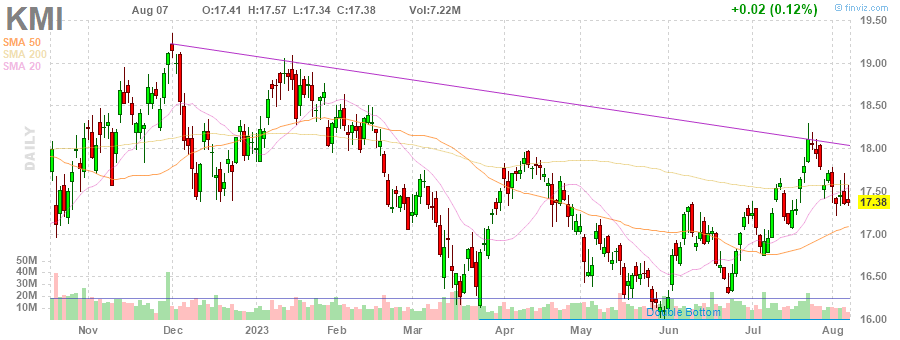 KMI Aug 07 O:17.41 H:17.57 L:17.34 C:17.38 Vol:7.22M +0.02 (0.12%) @ finviz.com
SMA 50
SMA 200
SMA 20
DAILY
19.50
19.00
18.50
18.00
17.50
17.38
17.00
16.50
16.00
50M
40M
30M
20M
10M
Double Bottom
Nov Dec 2023 Feb Mar Apr May Jun Jul Aug